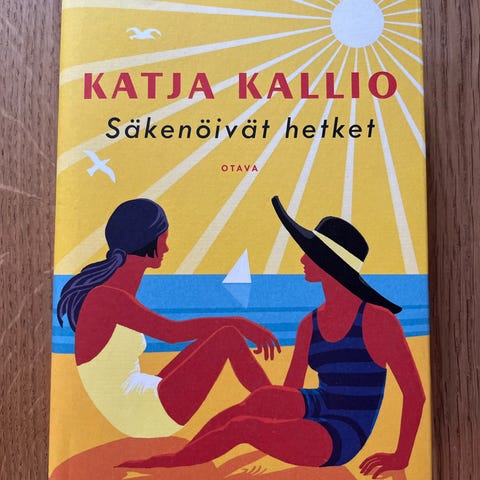 KATJA KALLIO
Säkenöivät hetket
OTAVA